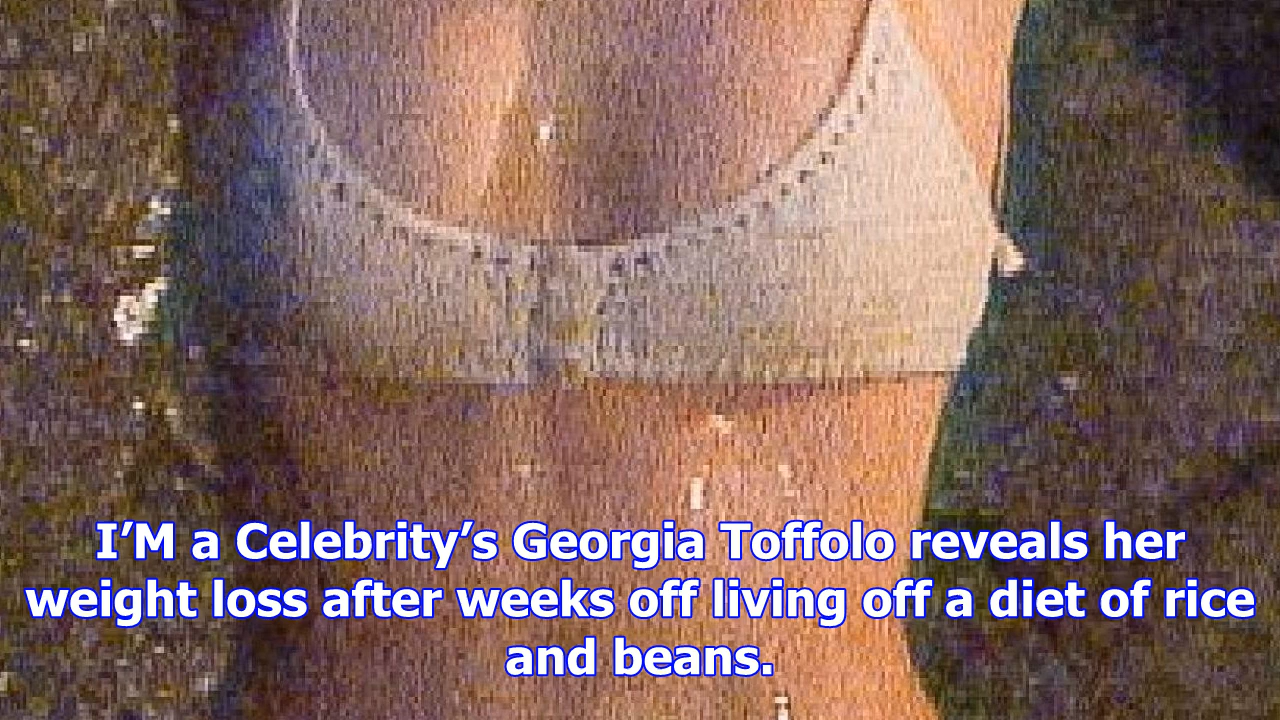 I’M a Celebrity’s Georgia Toffolo reveals her
weight loss after weeks off living off a diet of rice
and beans.